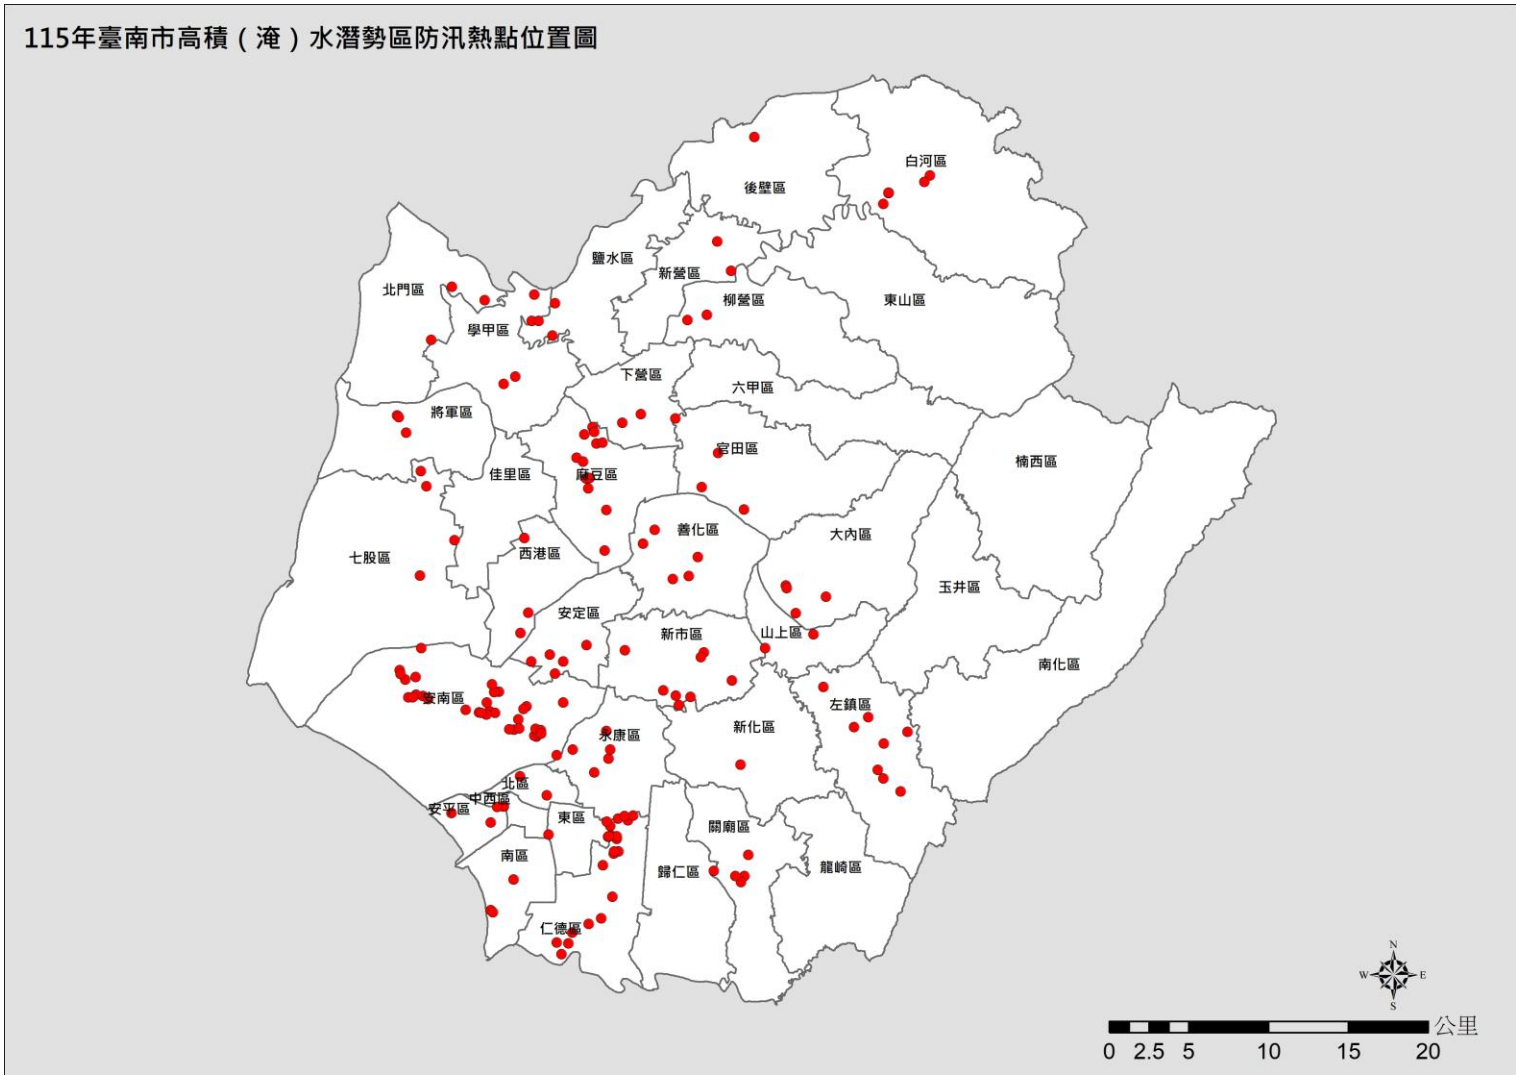 115年臺南市高積（淹）水潛勢區防汛熱點位置圖
白河區
後壁區
鹽水區
新營區
北門區
柳營區
東山區
學甲區
下營區
六甲區
將軍區
官田區
楠西區
佳里區
麻豆區
善化區
大內區
西港區
七股區
玉井區
安定區
新市區
山上區
南化區
安南區
左鎮區
新化區
永康區
北區
中西區
安平區
東區
關廟區
南區
歸仁區
龍崎區
仁德區
N
W
E
S
公里
0 2.5 5 10 15 20